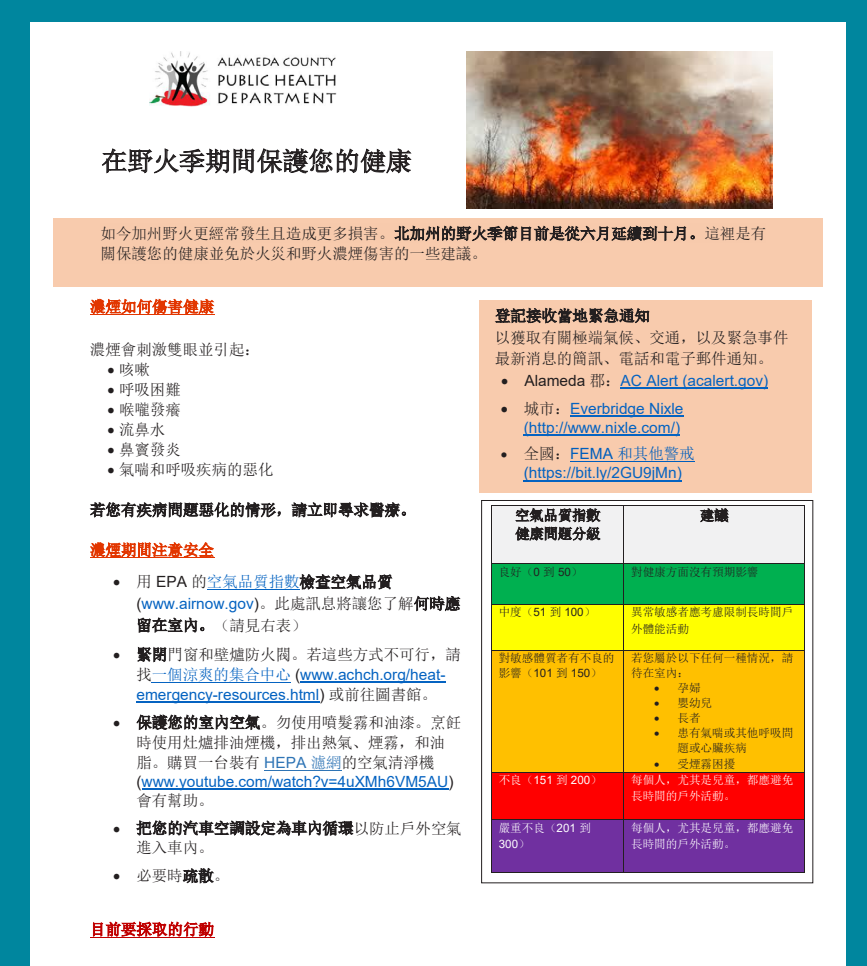 ALAMEDA COUNTY
PUBLIC HEALTH
DEPARTMENT
在野火季期間保護您的健康
如今加州野火更經常發生且造成更多損害。北加州的野火季節目前是從六月延續到十月。這裡是有
關保護您的健康並免於火災和野火濃煙傷害的一些建議。
濃煙如何傷害健康
濃煙會刺激雙眼並引起：
● 咳嗽
● 呼吸困難
● 喉嚨發癢
● 流鼻水
● 鼻竇發炎
● 氣喘和呼吸疾病的惡化
若您有疾病問題惡化的情形，請立即尋求醫療。
濃煙期間注意安全
• 用 EPA 的空氣品質指數檢查空氣品質
(www.airnow.gov)。此處訊息將讓您了解何時應
留在室內。（請見右表）
• 緊閉門窗和壁爐防火閥。若這些方式不可行，請
找一個涼爽的集合中心 (www.achch.org/heat-
emergency-resources.html) 或前往圖書館。
• 保護您的室內空氣。勿使用噴髮霧和油漆。烹飪
時使用灶爐排油煙機，排出熱氣、煙霧，和油
脂。購買一台裝有 HEPA 濾網的空氣清淨機
(www.youtube.com/watch?v=4uXMh6VM5AU)
會有幫助。
• 把您的汽車空調設定為車內循環以防止戶外空氣
進入車內。
• 必要時疏散。
目前要採取的行動
登記接收當地緊急通知
以獲取有關極端氣候、交通，以及緊急事件
最新消息的簡訊、電話和電子郵件通知。
• Alameda 郡：AC Alert (acalert.gov)
• 城市：Everbridge Nixle
(http://www.nixle.com/)
• 全國：FEMA 和其他警戒
(https://bit.ly/2GU9jMn)
空氣品質指數
健康問題分級
建議
良好（0 到 50）
對健康方面沒有預期影響
中度（51 到 100）
異常敏感者應考慮限制長時間戶
外體能活動
對敏感體質者有不良的
影響（101 到 150）
若您屬於以下任何一種情況，請
待在室內：
• 孕婦
• 嬰幼兒
• 長者
• 患有氣喘或其他呼吸問
題或心臟疾病
• 受煙霧困擾
不良（151 到 200）
每個人，尤其是兒童，都應避免
長時間的戶外活動。
嚴重不良（201 到
300）
每個人，尤其是兒童，都應避免
長時間的戶外活動。